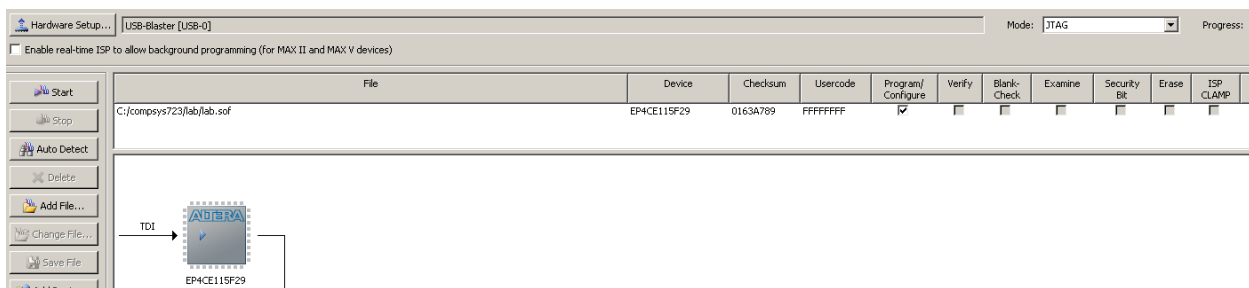 Hardware Setup... USB-Blaster [USB-0] Mode: JTAG Progress:
Enable real-time ISP to allow background programming (for MAX II and MAX V devices)
Start
Stop
Auto Detect
Delete
Add File...
Change File...
Save File
File Device Checksum Usercode Program/ Configure Verify Blank- Check Examine Security Bit Erase ISP CLAMP
C:/compsys723/lab/lab.sof EP4CE115F29 0163A789 FFFFFFFF
TDI
ALTERA
EP4CE115F29